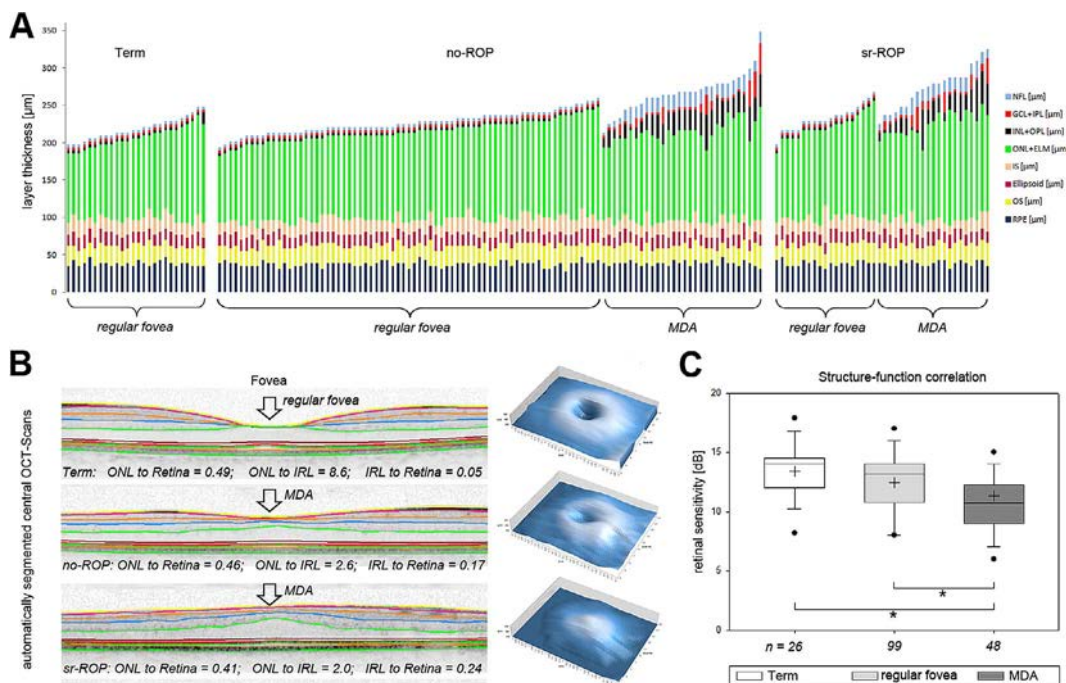 A
Term
no-ROP
sr-ROP
layer thickness [µm]
350
300
250
200
150
100
50
0
NFL [µm]
GCL+IPL [µm]
INL+OPL [µm]
ONL+ELM [µm]
IS [µm]
Ellipsoid [µm]
OS [µm]
RPE [µm]
regular fovea
regular fovea
MDA
regular fovea
MDA
B
automatically segmented central OCT-Scans
Fovea
regular fovea
Term: ONL to Retina = 0.49; ONL to IRL = 8.6; IRL to Retina = 0.05
MDA
no-ROP: ONL to Retina = 0.46; ONL to IRL = 2.6; IRL to Retina = 0.17
MDA
sr-ROP: ONL to Retina = 0.41; ONL to IRL = 2.0; IRL to Retina = 0.24
C
Structure-function correlation
retinal sensitivity [dB]
20
15
10
5
0
*
*
n = 26 99 48
Term regular fovea MDA